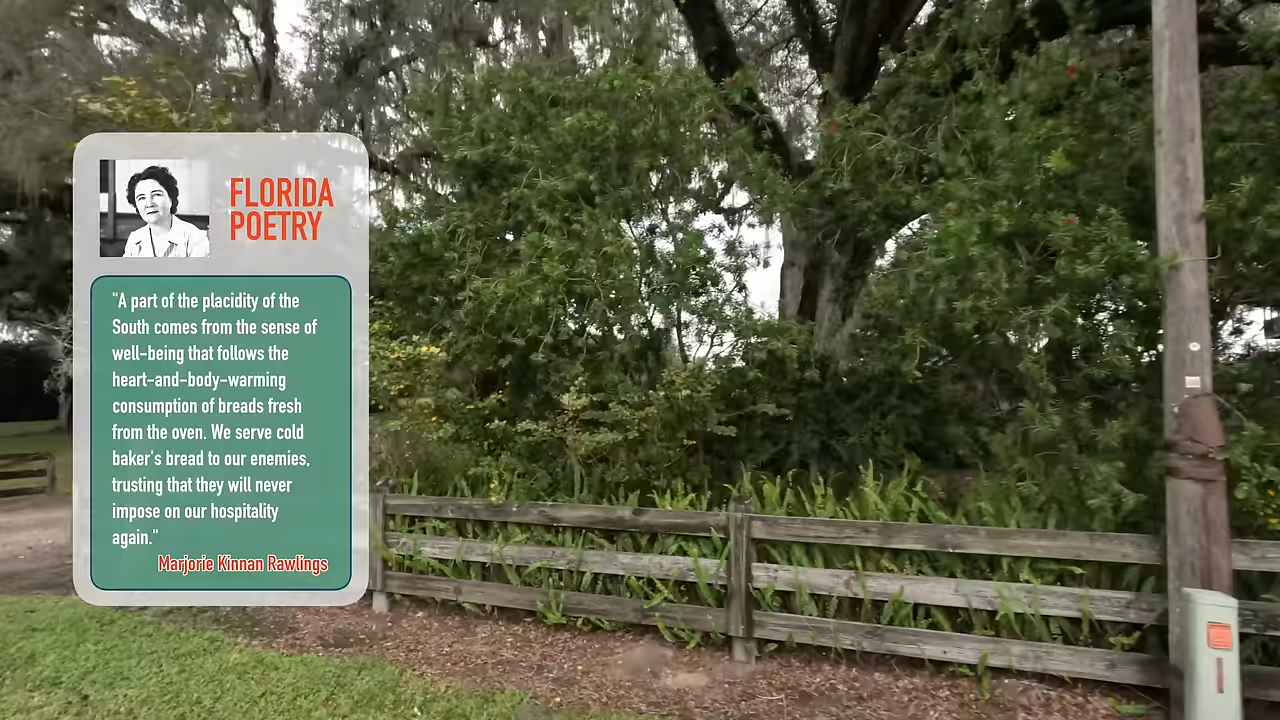 FLORIDA
POETRY
"A part of the placidity of the
South comes from the sense of
well-being that follows the
heart-and-body-warming
consumption of breads fresh
from the oven. We serve cold
baker's bread to our enemies,
trusting that they will never
impose on our hospitality
again."
Marjorie Kinnan Rawlings